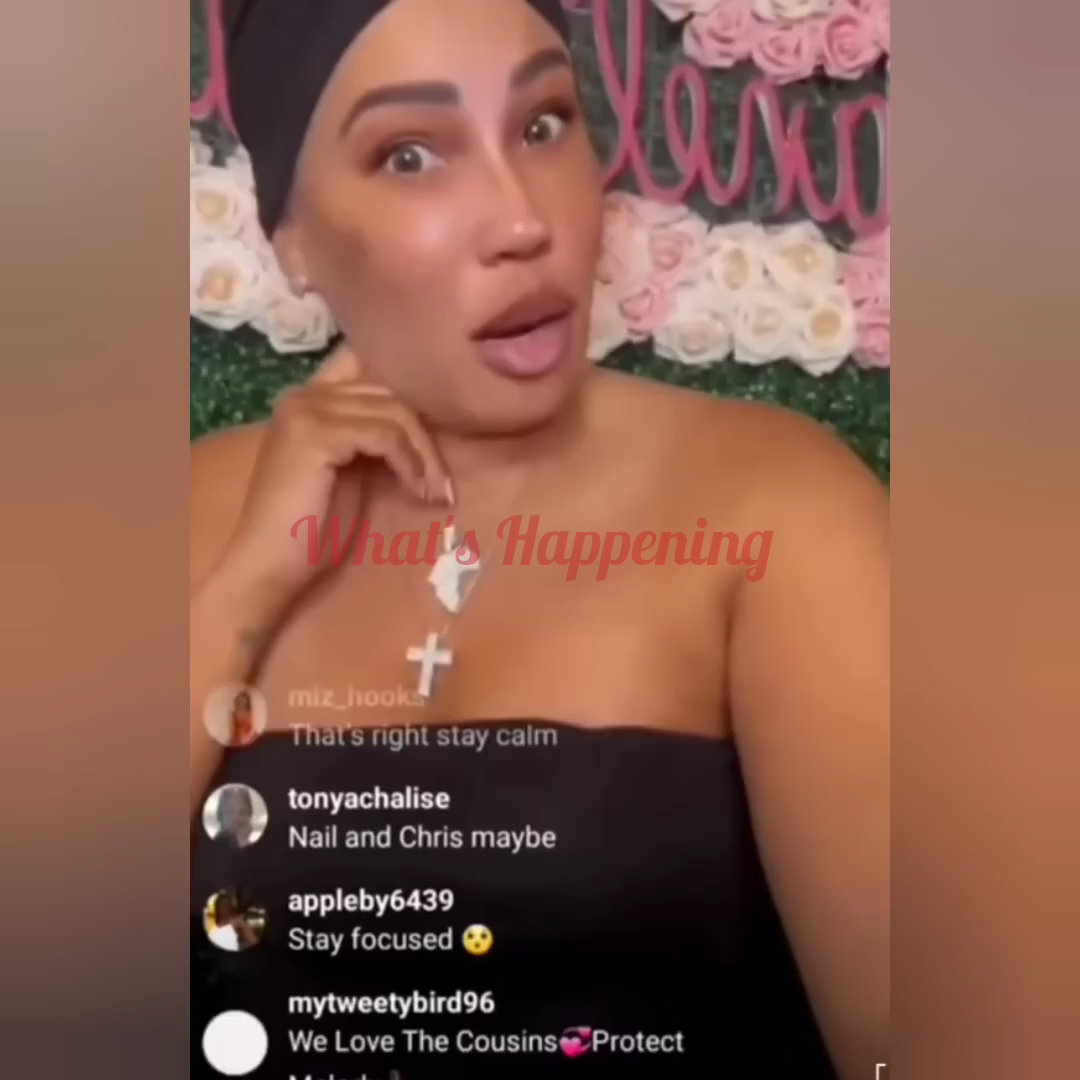 What's Happening
miz_hooks
That's right stay calm
tonyachalise
Nail and Chris maybe
appleby6439
Stay focused 😯
mytweetybird96
We Love The Cousins💞Protect